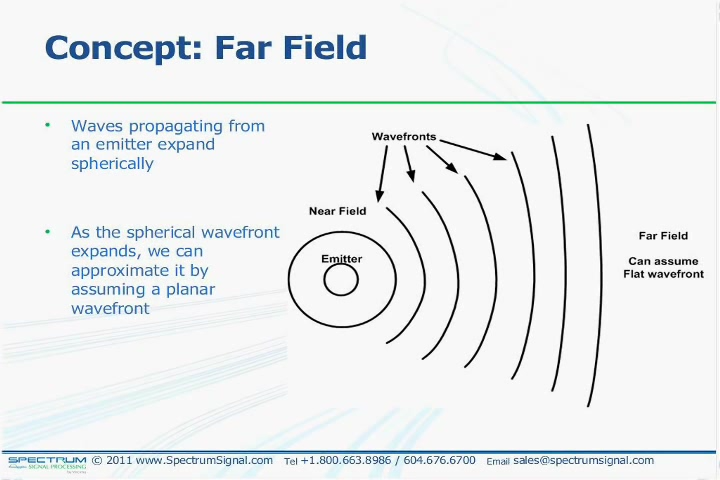 Concept: Far Field
• Waves propagating from
an emitter expand
spherically
• As the spherical wavefront
expands, we can
approximate it by
assuming a planar
wavefront
Wavefronts
Near Field
Emitter
Far Field
Can assume
Flat wavefront
SPECTRUM
SIGNAL PROCESSING
© 2011 www.SpectrumSignal.com Tel +1.800.663.8986 / 604.676.6700 Email sales@spectrumsignal.com